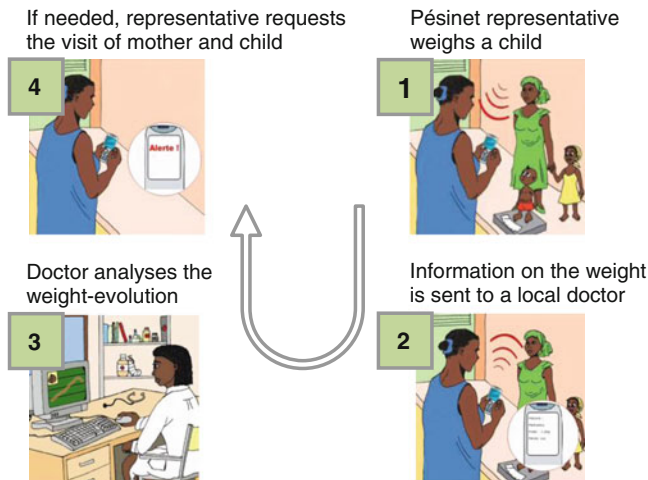 If needed, representative requests
the visit of mother and child
4
Alerte !
Pésinet representative
weighs a child
1
Doctor analyses the
weight-evolution
3
Information on the weight
is sent to a local doctor
2